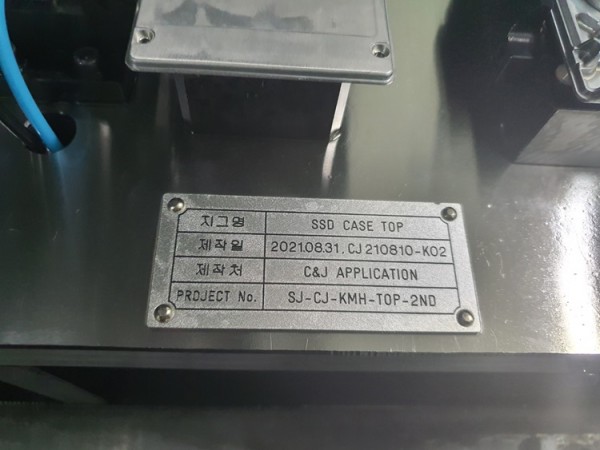 지그명 SSD CASE TOP
제작일 2021.08.31. CJ210810-K02
제작처 C&J APPLICATION
PROJECT No. SJ-CJ-KMH-TOP-2ND